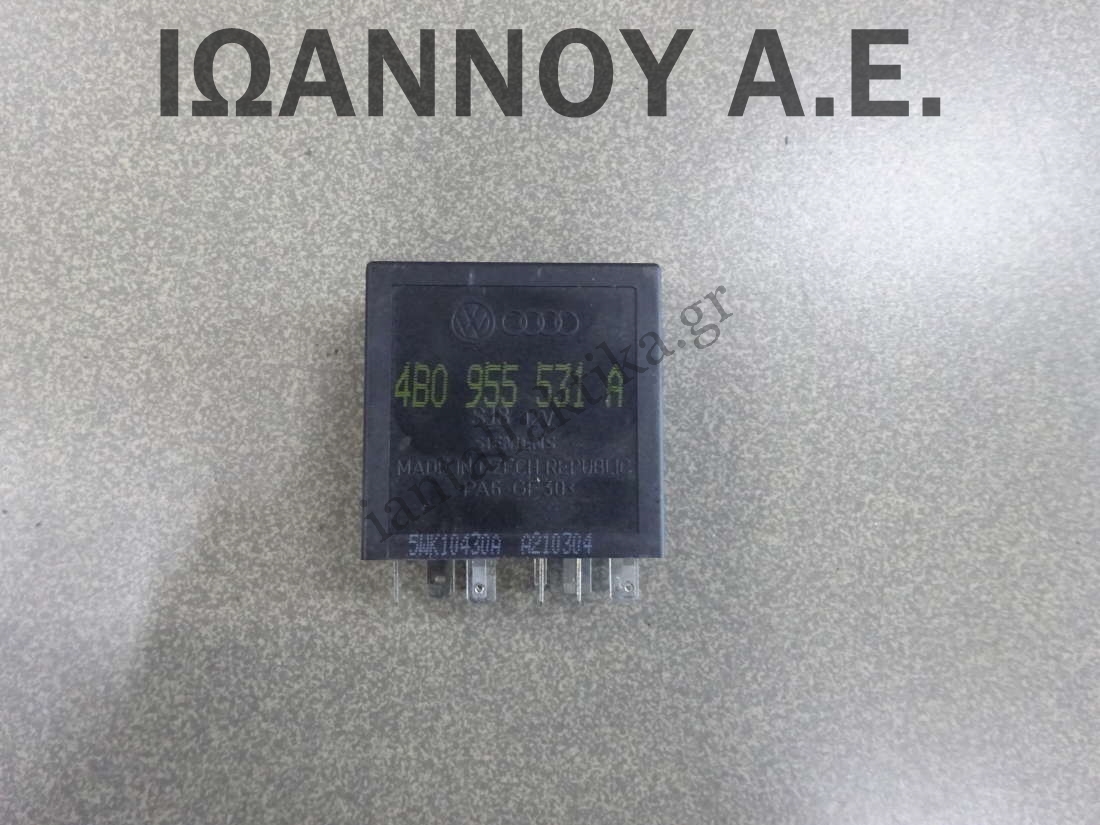 ΙΩΑΝΝΟΥ Α.Ε.
4B0 955 531 A
SIEMENS
MADE IN CZECH REPUBLIC
PA6-GF30
5WK10430A A210304